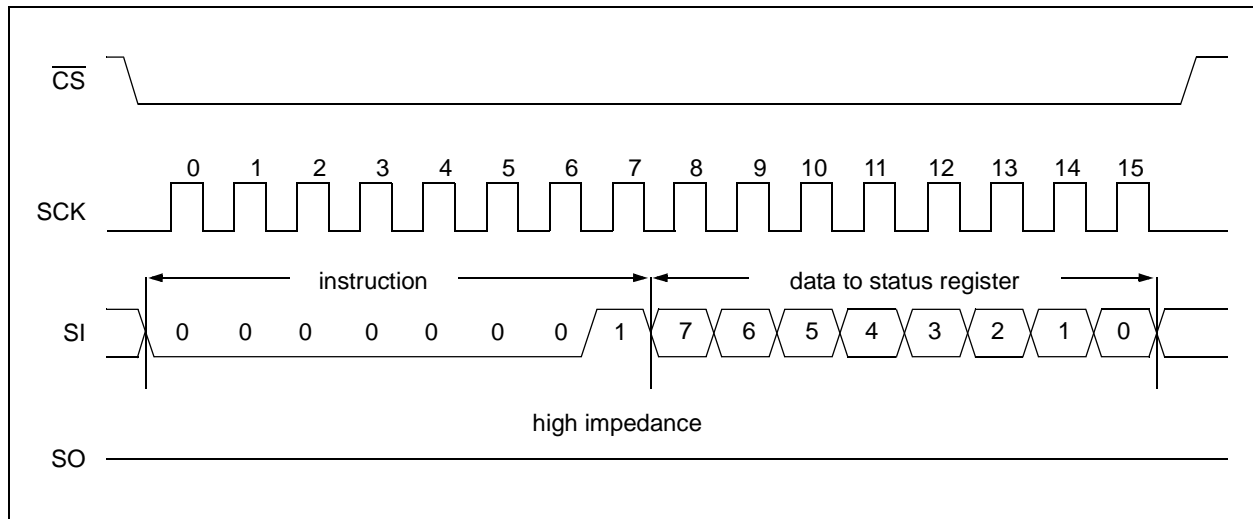 CS
0 1 2 3 4 5 6 7 8 9 10 11 12 13 14 15
SCK
instruction data to status register
SI 0 0 0 0 0 0 0 1 7 6 5 4 3 2 1 0
high impedance
SO